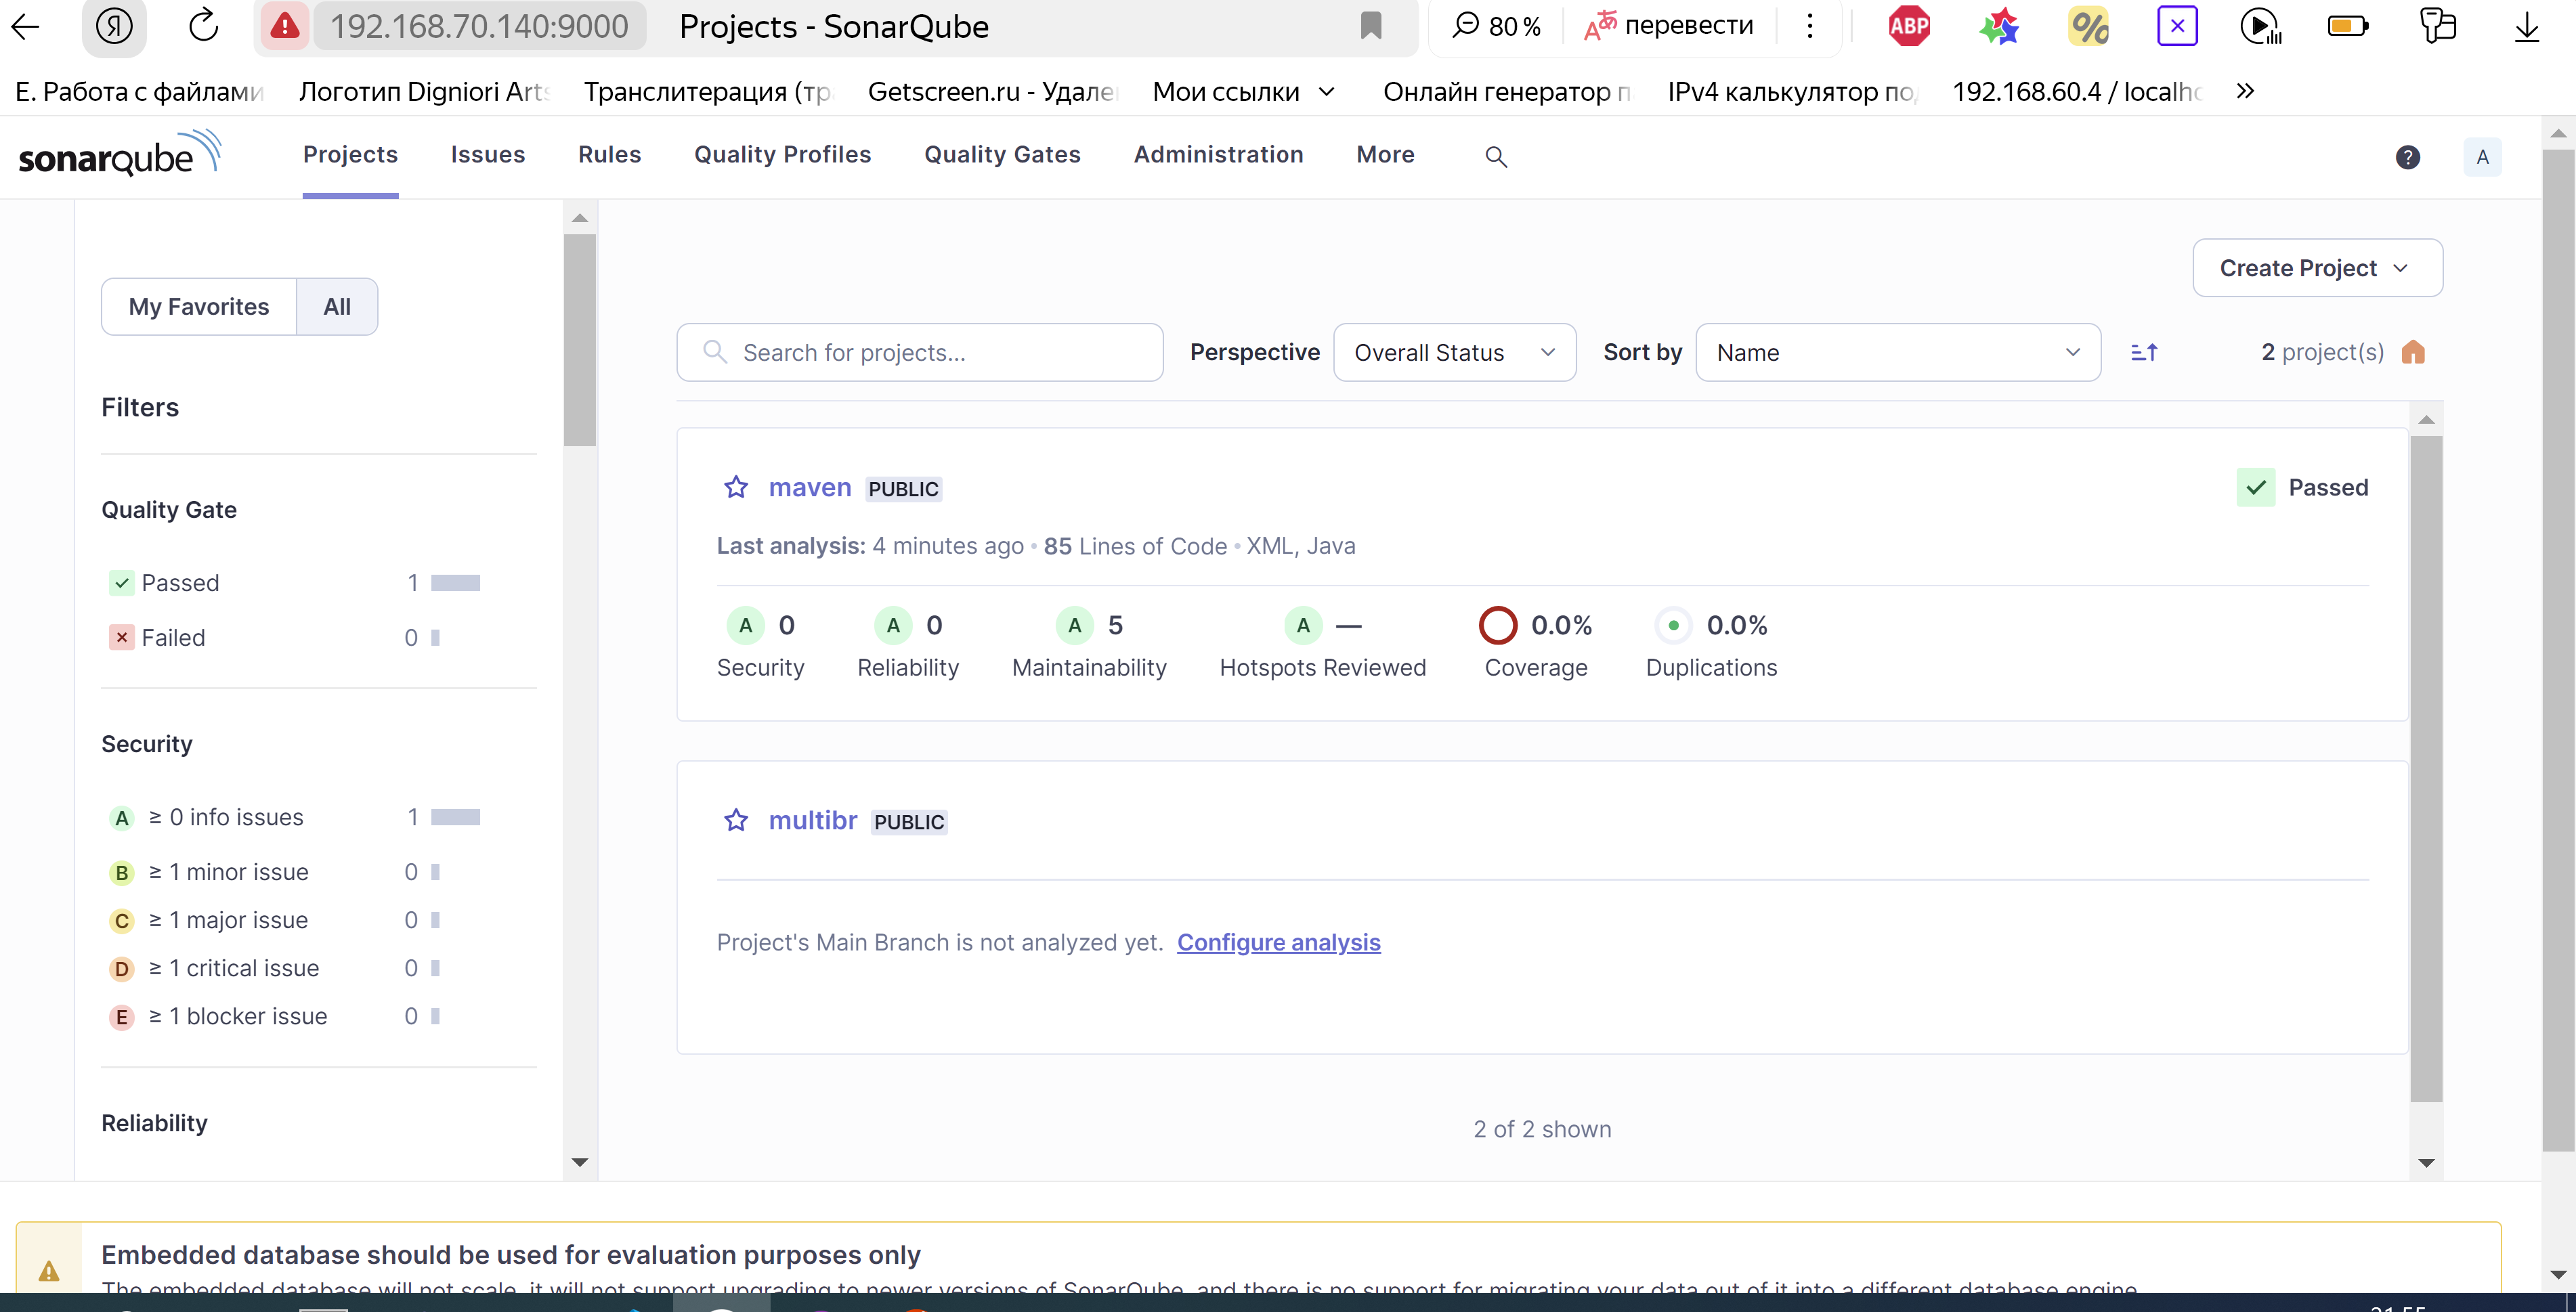 Я 192.168.70.140:9000 Projects - SonarQube 80 % перевести ABP %
Е. Работа с файлами Логотип Digniori Arts Транслитерация (тр Getscreen.ru - Удале Мои ссылки Онлайн генератор п IPv4 калькулятор по 192.168.60.4 / localho »
sonarqube Projects Issues Rules Quality Profiles Quality Gates Administration More ? A
Create Project
My Favorites All
Search for projects... Perspective Overall Status Sort by Name 2 project(s)
Filters
Quality Gate
Passed 1
Failed 0
Security
A ≥ 0 info issues 1
B ≥ 1 minor issue 0
C ≥ 1 major issue 0
D ≥ 1 critical issue 0
E ≥ 1 blocker issue 0
Reliability
maven PUBLIC Passed
Last analysis: 4 minutes ago • 85 Lines of Code • XML, Java
A 0 A 0 A 5 A — 0.0% 0.0%
Security Reliability Maintainability Hotspots Reviewed Coverage Duplications
multibr PUBLIC
Project's Main Branch is not analyzed yet. Configure analysis
2 of 2 shown
Embedded database should be used for evaluation purposes only
The embedded database will not scale, it will not support upgrading to newer versions of SonarQube, and there is no support for migrating your data out of it into a different database engine.